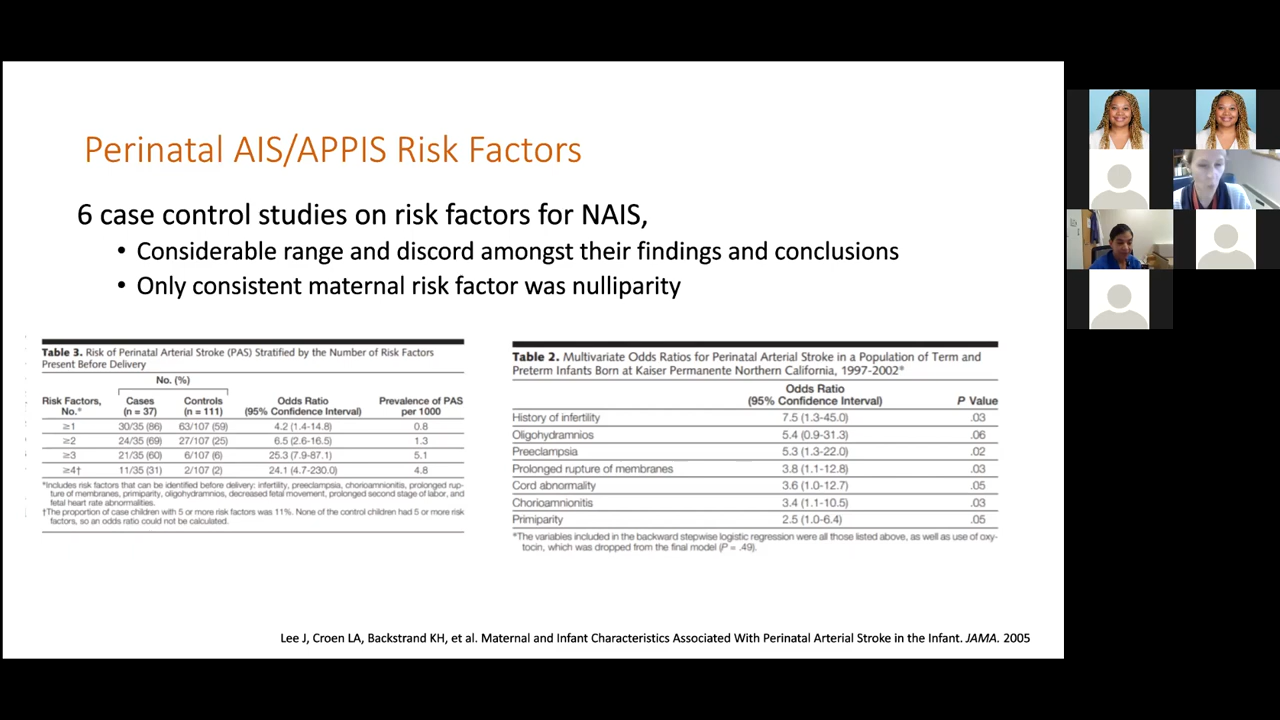 Perinatal AIS/APPIS Risk Factors
6 case control studies on risk factors for NAIS,
• Considerable range and discord amongst their findings and conclusions
• Only consistent maternal risk factor was nulliparity
Table 3. Risk of Perinatal Arterial Stroke (PAS) Stratified by the Number of Risk Factors
Present Before Delivery
No. (%)
Risk Factors, No.* Cases (n = 37) Controls (n = 111) Odds Ratio (95% Confidence Interval) Prevalence of PAS per 1000
≥1 30/35 (86) 63/107 (59) 4.2 (1.4-14.8) 0.8
≥2 24/35 (69) 27/107 (25) 6.5 (2.6-16.5) 1.3
≥3 21/35 (60) 6/107 (6) 25.3 (7.9-87.1) 5.1
≥4† 11/35 (31) 2/107 (2) 24.1 (4.7-230.0) 4.8
*Includes risk factors that can be identified before delivery: infertility, preeclampsia, chorioamnionitis, prolonged rup-
ture of membranes, primiparity, oligohydramnios, decreased fetal movement, prolonged second stage of labor, and
fetal heart rate abnormalities.
†The proportion of case children with 5 or more risk factors was 11%. None of the control children had 5 or more risk
factors, so an odds ratio could not be calculated.
Table 2. Multivariate Odds Ratios for Perinatal Arterial Stroke in a Population of Term and
Preterm Infants Born at Kaiser Permanente Northern California, 1997-2002*
Odds Ratio
(95% Confidence Interval) P Value
History of infertility 7.5 (1.3-45.0) .03
Oligohydramnios 5.4 (0.9-31.3) .06
Preeclampsia 5.3 (1.3-22.0) .02
Prolonged rupture of membranes 3.8 (1.1-12.8) .03
Cord abnormality 3.6 (1.0-12.7) .05
Chorioamnionitis 3.4 (1.1-10.5) .03
Primiparity 2.5 (1.0-6.4) .05
*The variables included in the backward stepwise logistic regression were all those listed above, as well as use of oxy-
tocin, which was dropped from the final model (P = .49).
Lee J, Croen LA, Backstrand KH, et al. Maternal and Infant Characteristics Associated With Perinatal Arterial Stroke in the Infant. JAMA. 2005